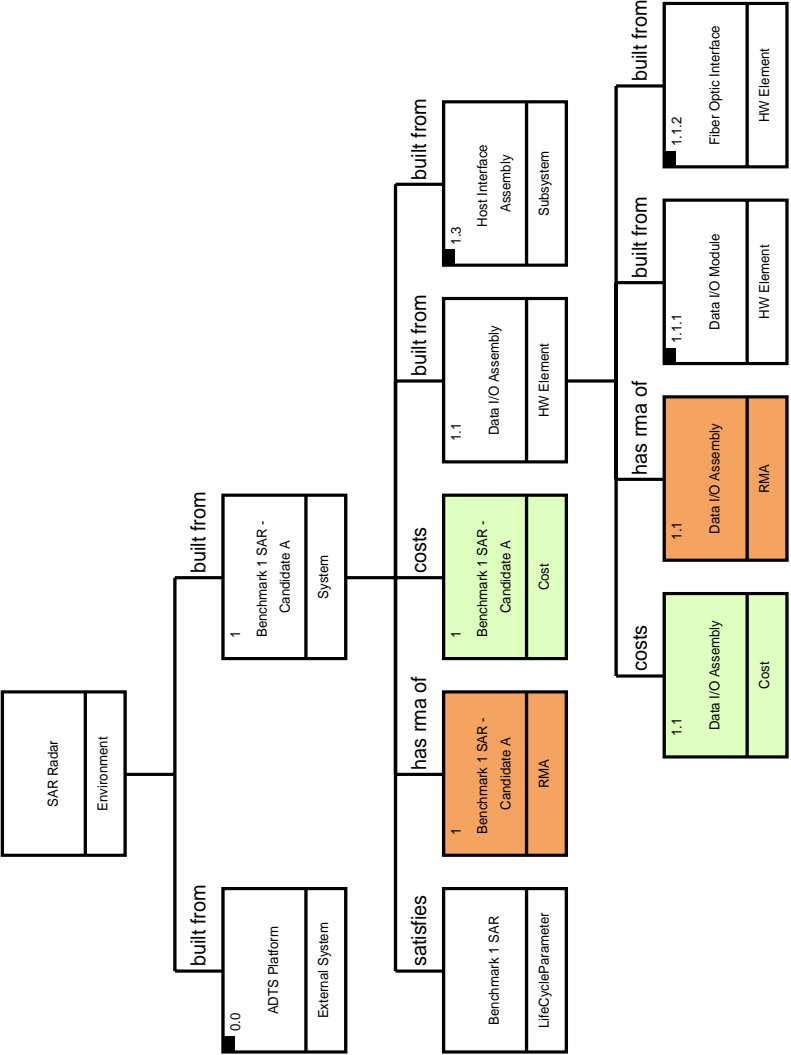 SAR Radar
Environment
built from
0.0
ADTS Platform
External System
built from
1
Benchmark 1 SAR -
Candidate A
System
satisfies
Benchmark 1 SAR
LifeCycleParameter
has rma of
1
Benchmark 1 SAR -
Candidate A
RMA
costs
1
Benchmark 1 SAR -
Candidate A
Cost
built from
1.1
Data I/O Assembly
HW Element
built from
1.3
Host Interface
Assembly
Subsystem
costs
1.1
Data I/O Assembly
Cost
has rma of
1.1
Data I/O Assembly
RMA
built from
1.1.1
Data I/O Module
HW Element
built from
1.1.2
Fiber Optic Interface
HW Element